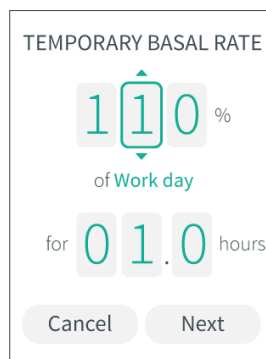 TEMPORARY BASAL RATE
110 %
of Work day
for 01.0 hours
Cancel Next